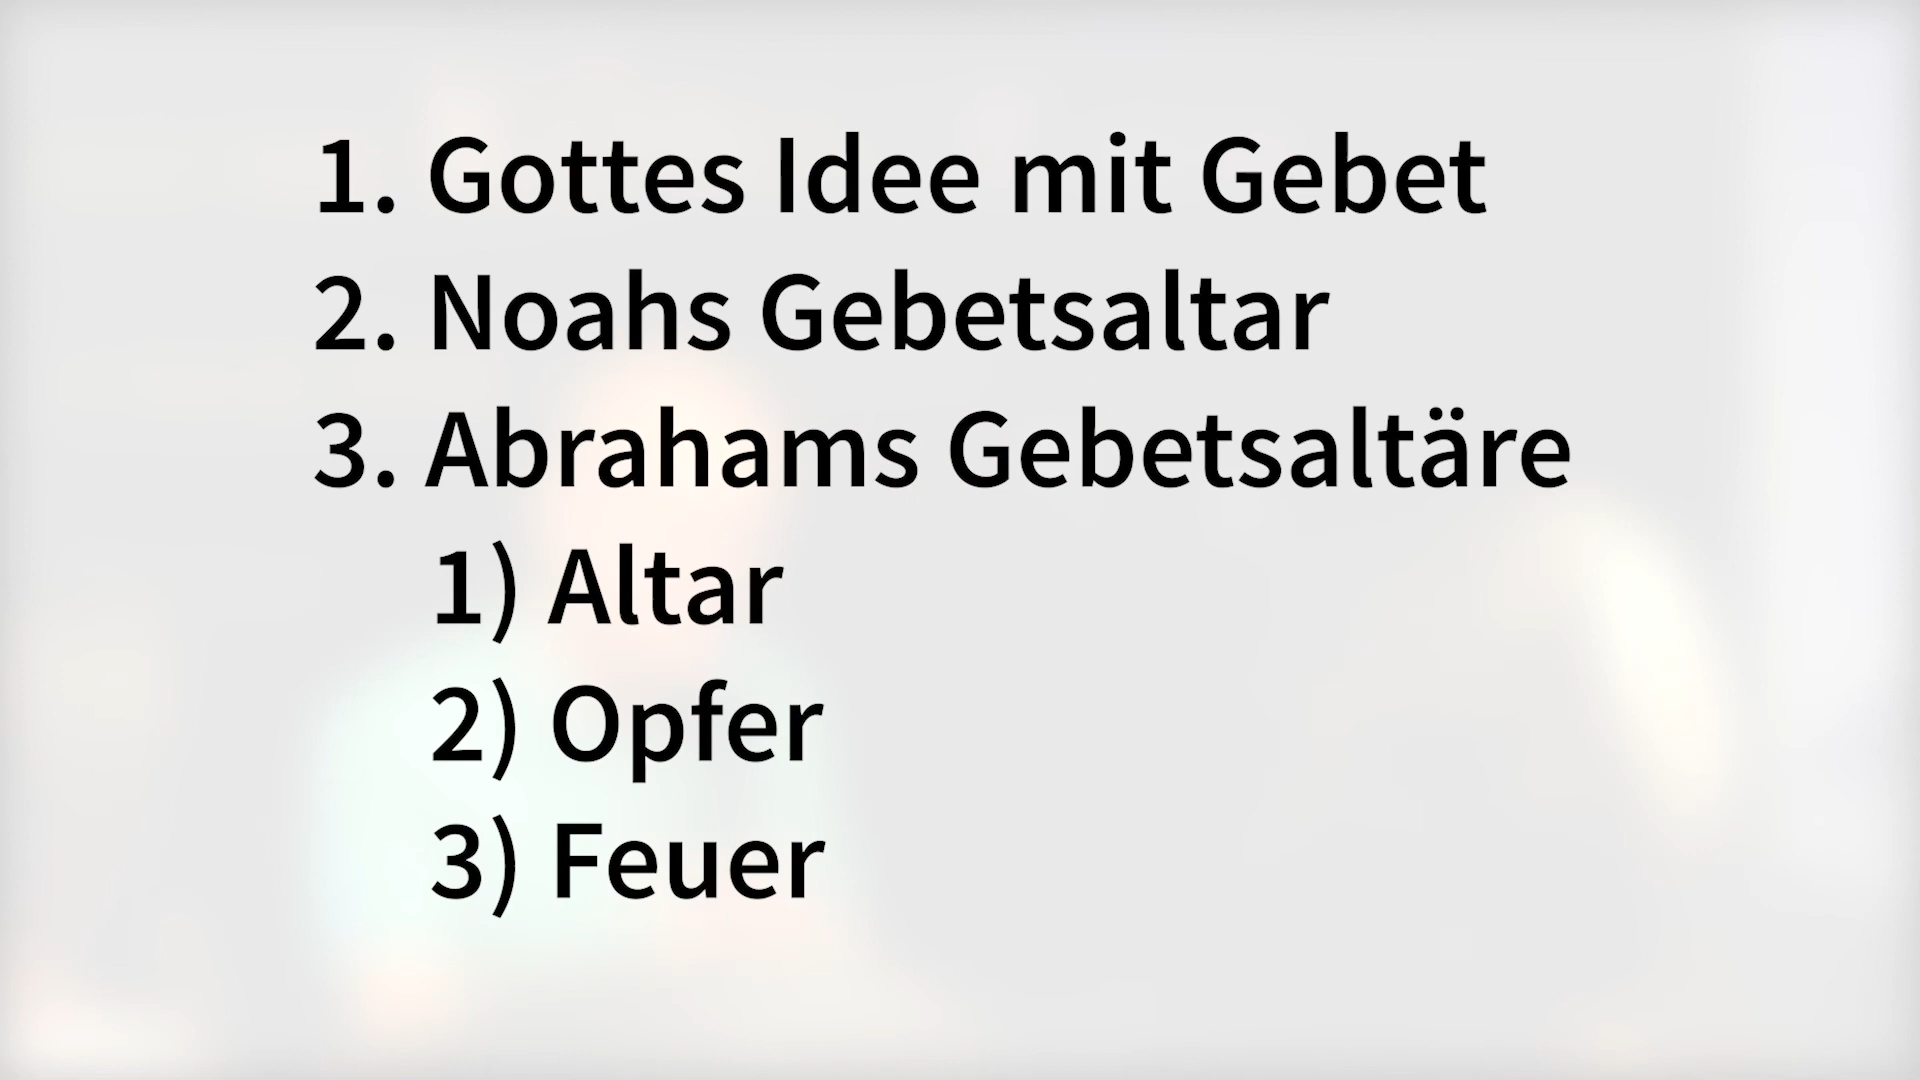 1. Gottes Idee mit Gebet
2. Noahs Gebetsaltar
3. Abrahams Gebetsaltäre
1) Altar
2) Opfer
3) Feuer